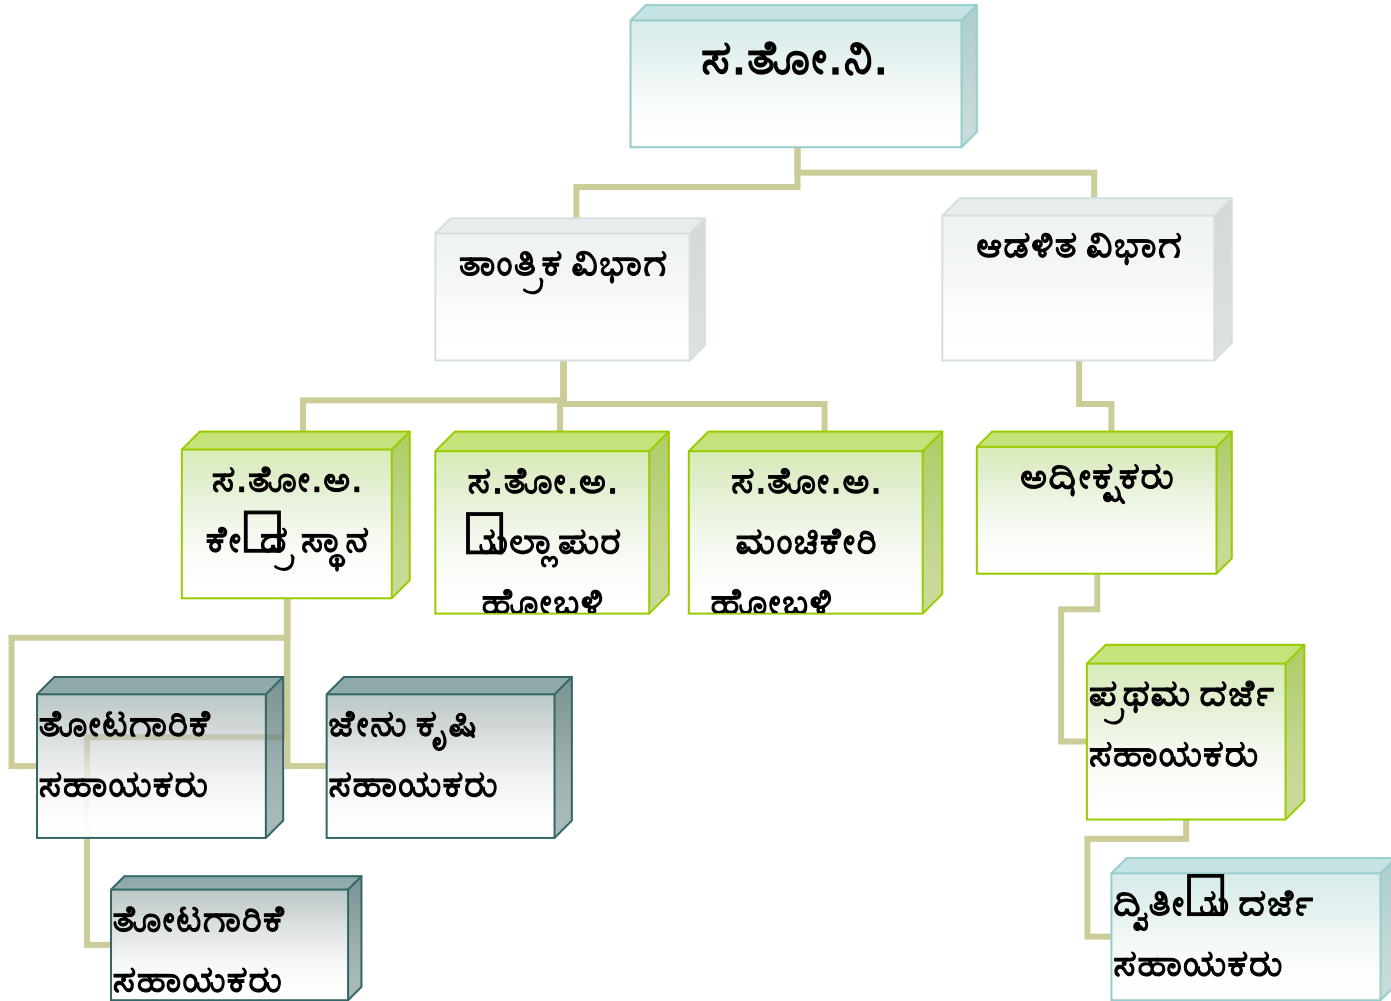 ಸ.ತೋ.ನಿ.
ತಾಂತ್ರಿಕ ವಿಭಾಗ
ಆಡಳಿತ ವಿಭಾಗ
ಸ.ತೋ.ಅ.
ಸ್ಥಾನ
ಸ.ತೋ.ಅ.
ಹೋಬಳಿ
ಸ.ತೋ.ಅ.
ಮಂಚಿಕೇರಿ
ಹೋಬಳಿ
ಅಧೀಕ್ಷಕರು
ತೋಟಗಾರಿಕೆ
ಸಹಾಯಕರು
ಜೇನು ಕೃಷಿ
ಸಹಾಯಕರು
ಪ್ರಥಮ ದರ್ಜೆ
ಸಹಾಯಕರು
ತೋಟಗಾರಿಕೆ
ಸಹಾಯಕರು
ದರ್ಜೆ
ಸಹಾಯಕರು